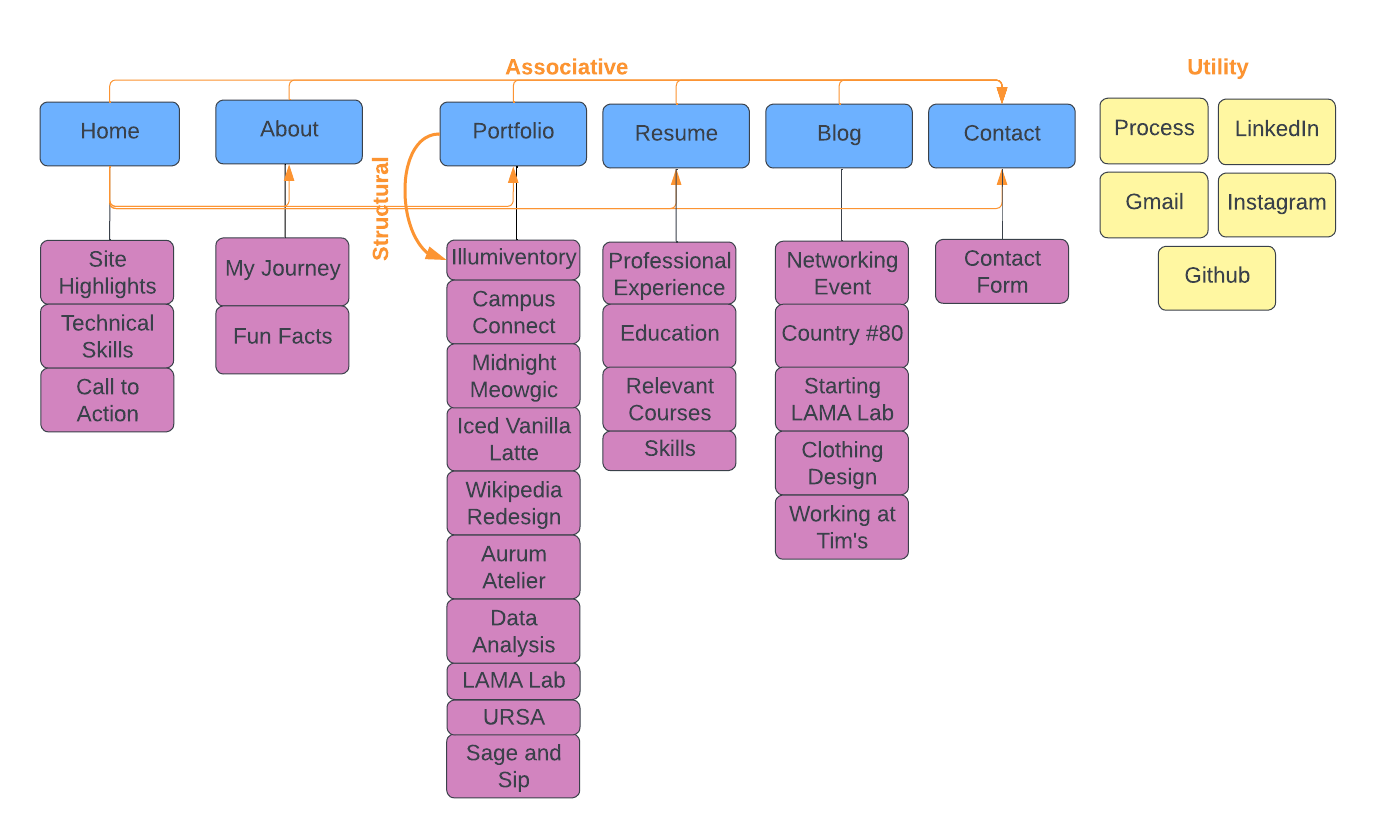 Associative
Utility
Home
About
Portfolio
Resume
Blog
Contact
Process
LinkedIn
Gmail
Instagram
Github
Structural
Site
Highlights
Technical
Skills
Call to
Action
My Journey
Fun Facts
Illumiventory
Campus
Connect
Midnight
Meowgic
Iced Vanilla
Latte
Wikipedia
Redesign
Aurum
Atelier
Data
Analysis
LAMA Lab
URSA
Sage and
Sip
Professional
Experience
Education
Relevant
Courses
Skills
Networking
Event
Country #80
Starting
LAMA Lab
Clothing
Design
Working at
Tim's
Contact
Form